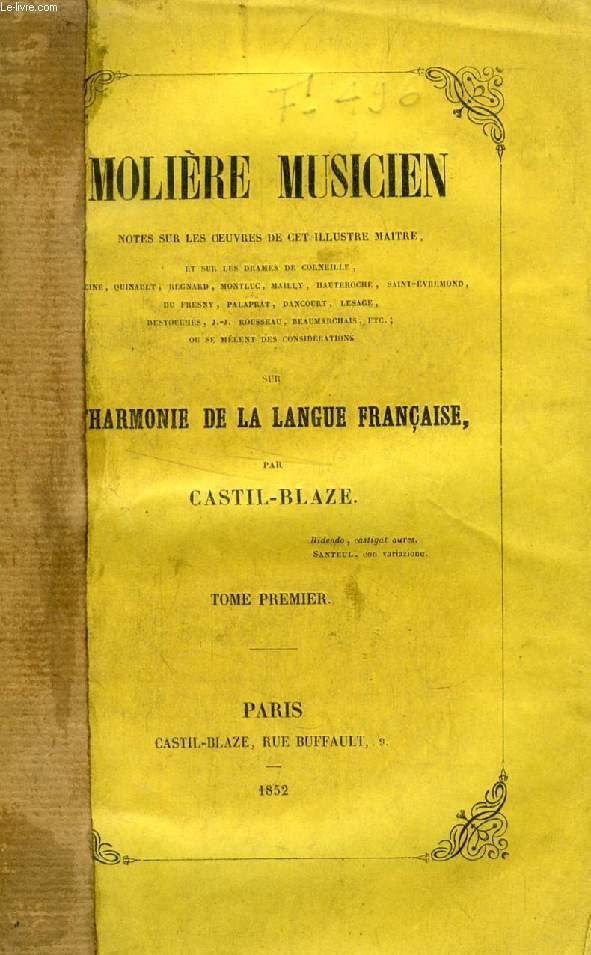 Le-livre.com
MOLIÈRE MUSICIEN
NOTES SUR LES ŒUVRES DE CET ILLUSTRE MAITRE,
ET SUR LES DRAMES DE CORNEILLE,
CINE, QUINAULT, REGNARD, MONTLUC, MAILLY, HAUTEROCHE, SAINT-ÉVREMOND,
DU FRESNY, PALAPRAT, DANCOURT, LESAGE,
DESTOUCHES, J.-J. ROUSSEAU, BEAUMARCHAIS, ETC.;
OU SE MÊLENT DES CONSIDÉRATIONS
SUR
HARMONIE DE LA LANGUE FRANÇAISE,
PAR
CASTIL-BLAZE.
Ridendo, castigat aures.
SANTEUL, con variazione.
TOME PREMIER.
PARIS
CASTIL-BLAZE, RUE BUFFAULT, 9.
1852